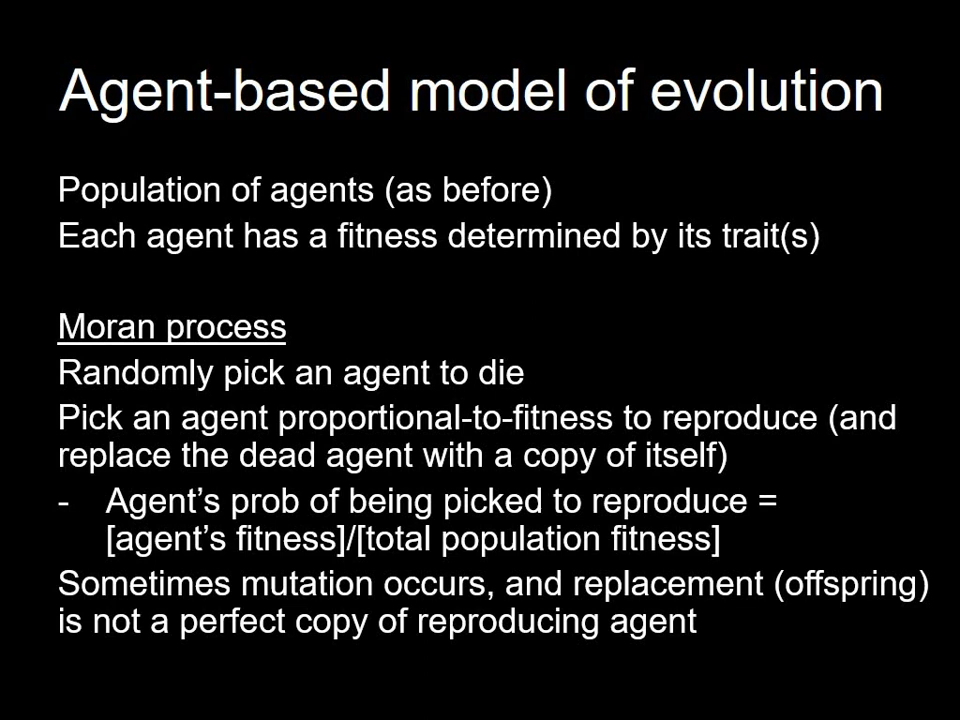 Agent-based model of evolution
Population of agents (as before)
Each agent has a fitness determined by its trait(s)
Moran process
Randomly pick an agent to die
Pick an agent proportional-to-fitness to reproduce (and
replace the dead agent with a copy of itself)
- Agent’s prob of being picked to reproduce =
[agent’s fitness]/[total population fitness]
Sometimes mutation occurs, and replacement (offspring)
is not a perfect copy of reproducing agent